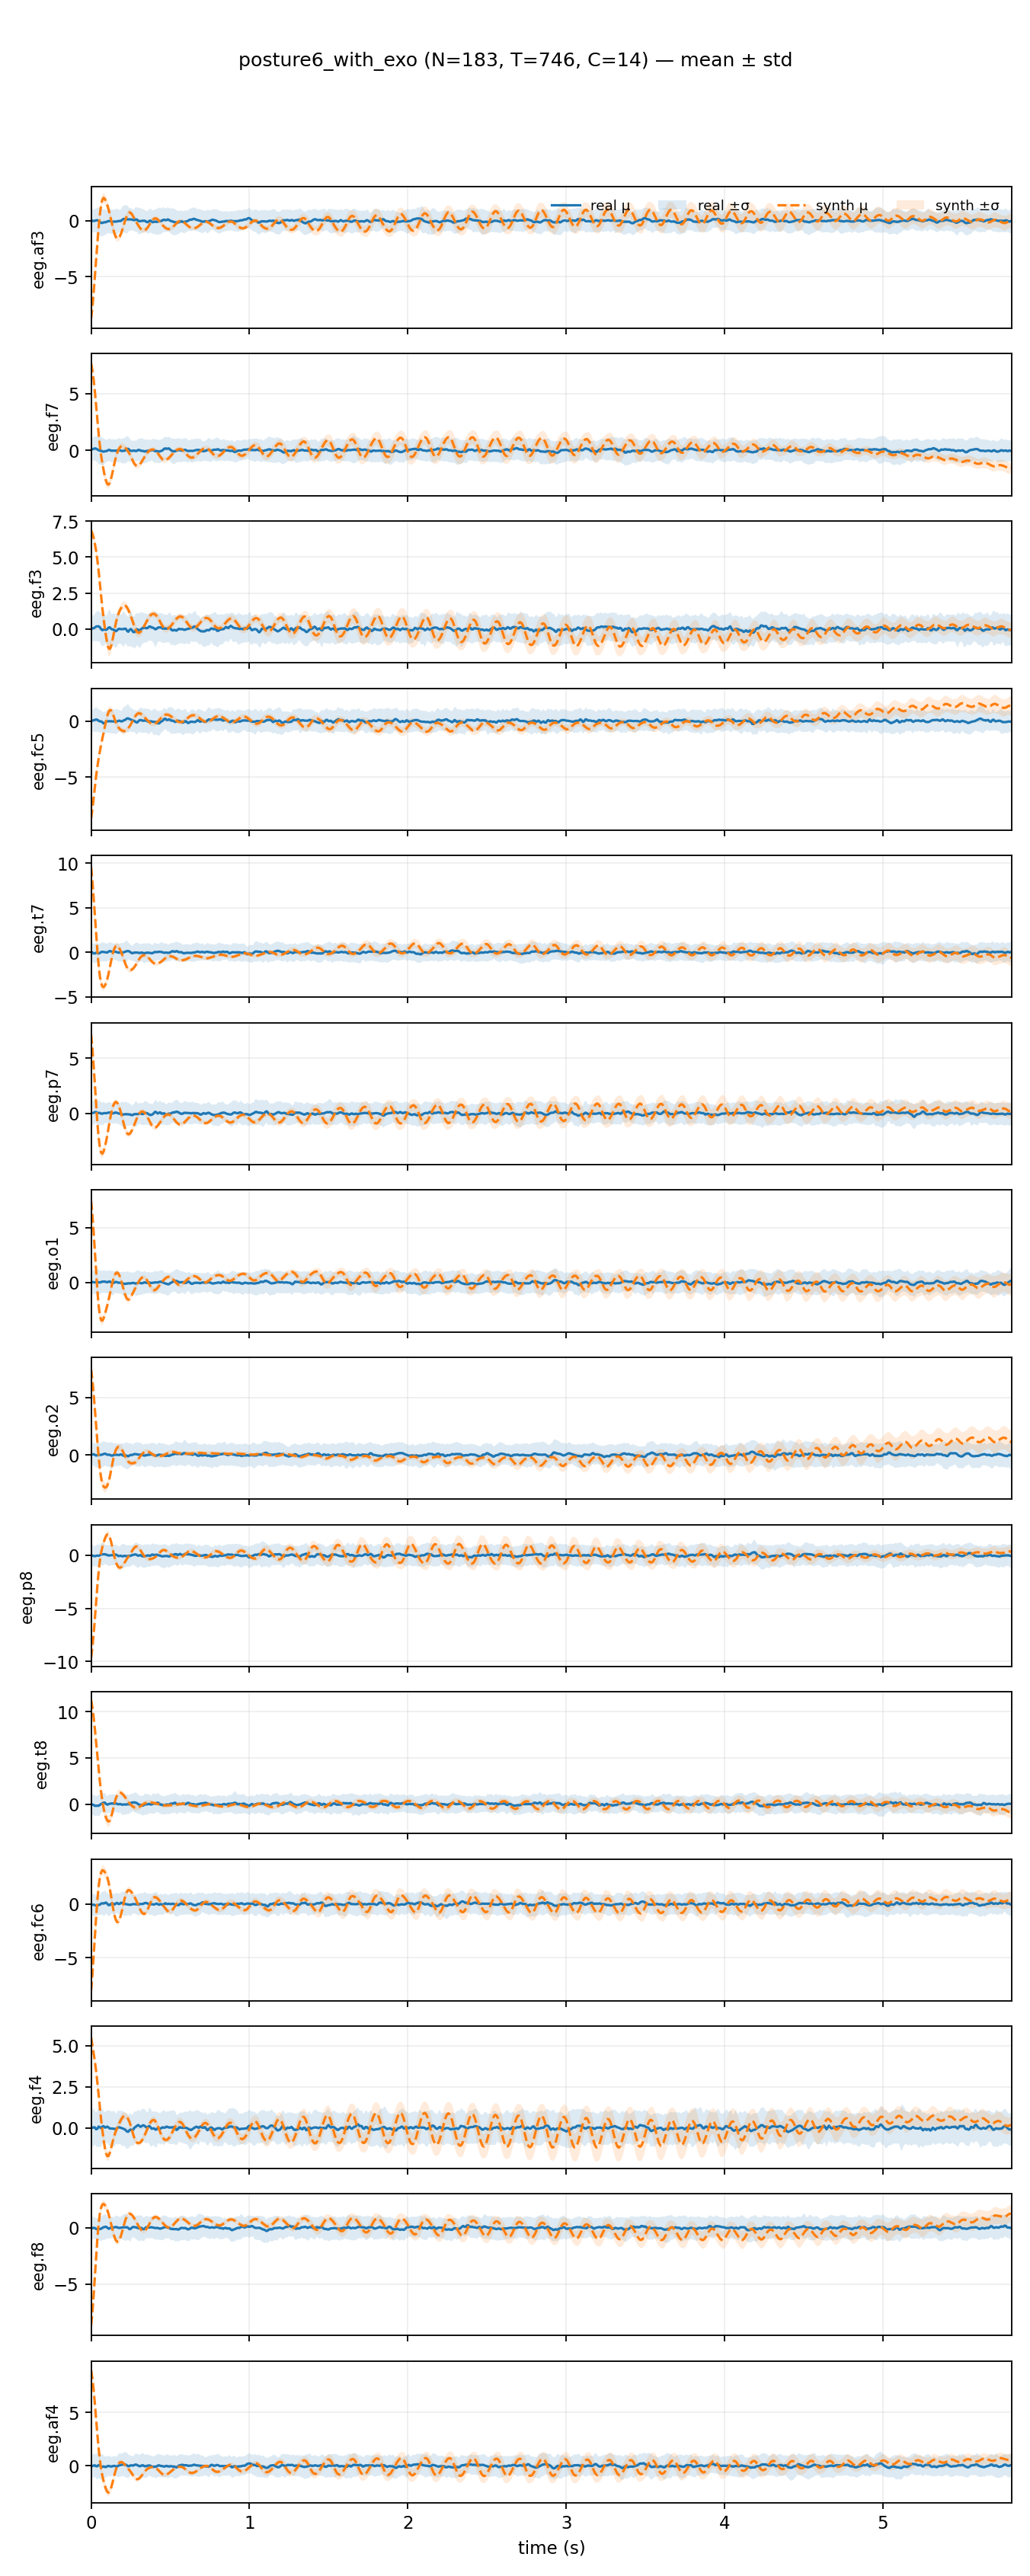 posture6_with_exo (N=183, T=746, C=14) — mean ± std
real μ real ±σ synth μ synth ±σ
0
−5
eeg.af3
5
0
eeg.f7
7.5
5.0
2.5
0.0
eeg.f3
0
−5
eeg.fc5
10
5
0
−5
eeg.t7
5
0
eeg.p7
5
0
eeg.o1
5
0
eeg.o2
0
−5
−10
eeg.p8
10
5
0
eeg.t8
0
−5
eeg.fc6
5.0
2.5
0.0
eeg.f4
0
−5
eeg.f8
5
0
eeg.af4
0 1 2 3 4 5
time (s)